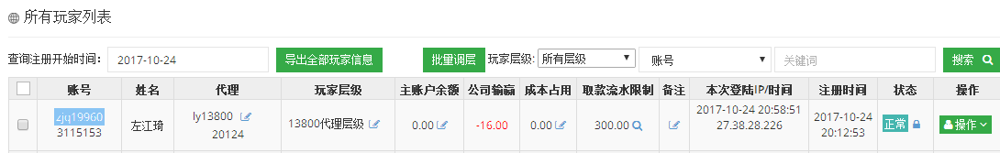 所有玩家列表
查询注册开始时间: 2017-10-24 导出全部玩家信息 批量调层 玩家层级: 所有层级 账号 关键词 搜索
账号 姓名 代理 玩家层级 主账户余额 公司输赢 成本占用 取款流水限制 备注 本次登陆IP/时间 注册时间 状态 操作
zjq19960 左江琦 ly13800 13800代理层级 0.00 -16.00 0.00 300.00 2017-10-24 20:58:51 2017-10-24 正常 操作
3115153 20124 27.38.28.226 20:12:53